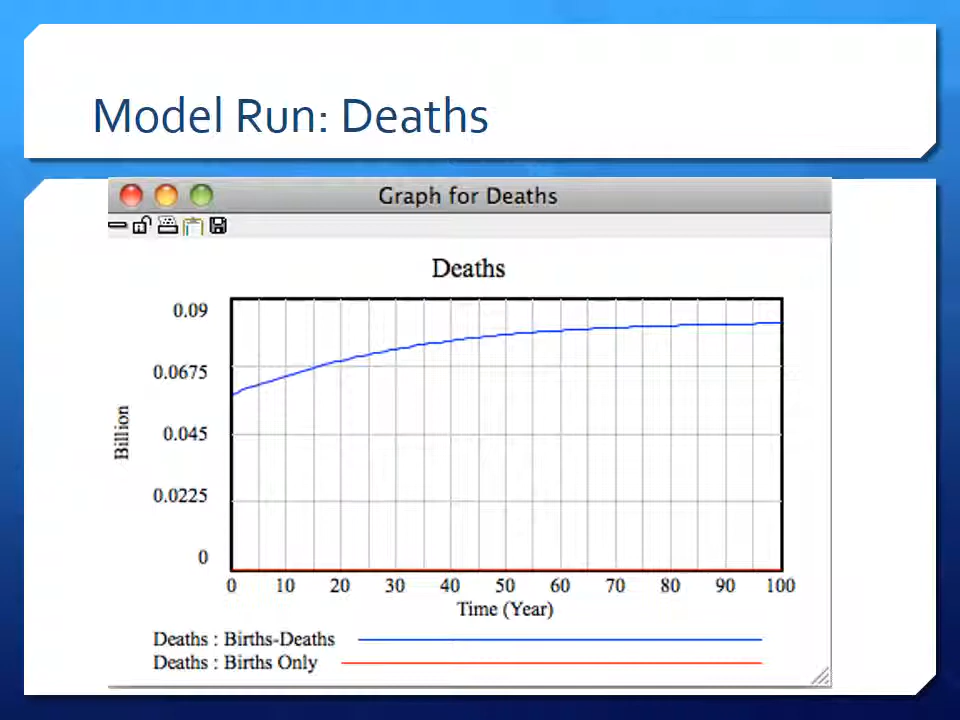 Model Run: Deaths
Graph for Deaths
Deaths
0.09
0.0675
0.045
0.0225
0
Billion
0 10 20 30 40 50 60 70 80 90 100
Time (Year)
Deaths : Births-Deaths
Deaths : Births Only